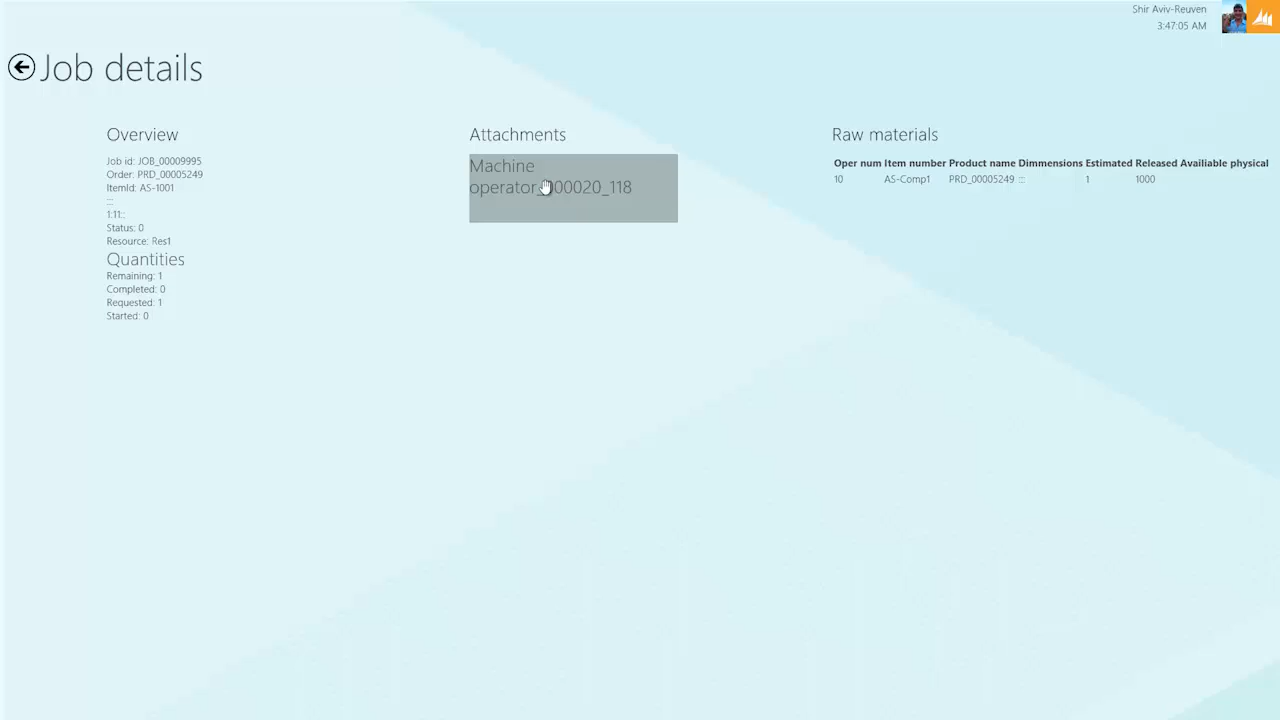 Shir Aviv-Reuven
3:47:05 AM
Job details
Overview
Job id: JOB_00009995
Order: PRD_00005249
ItemId: AS-1001
:::
1:11::
Status: 0
Resource: Res1
Quantities
Remaining: 1
Completed: 0
Requested: 1
Started: 0
Attachments
Machine
operator_000020_118
Raw materials
Oper num Item number Product name Dimmensions Estimated Released Availiable physical
10 AS-Comp1 PRD_00005249 ::: 1 1000